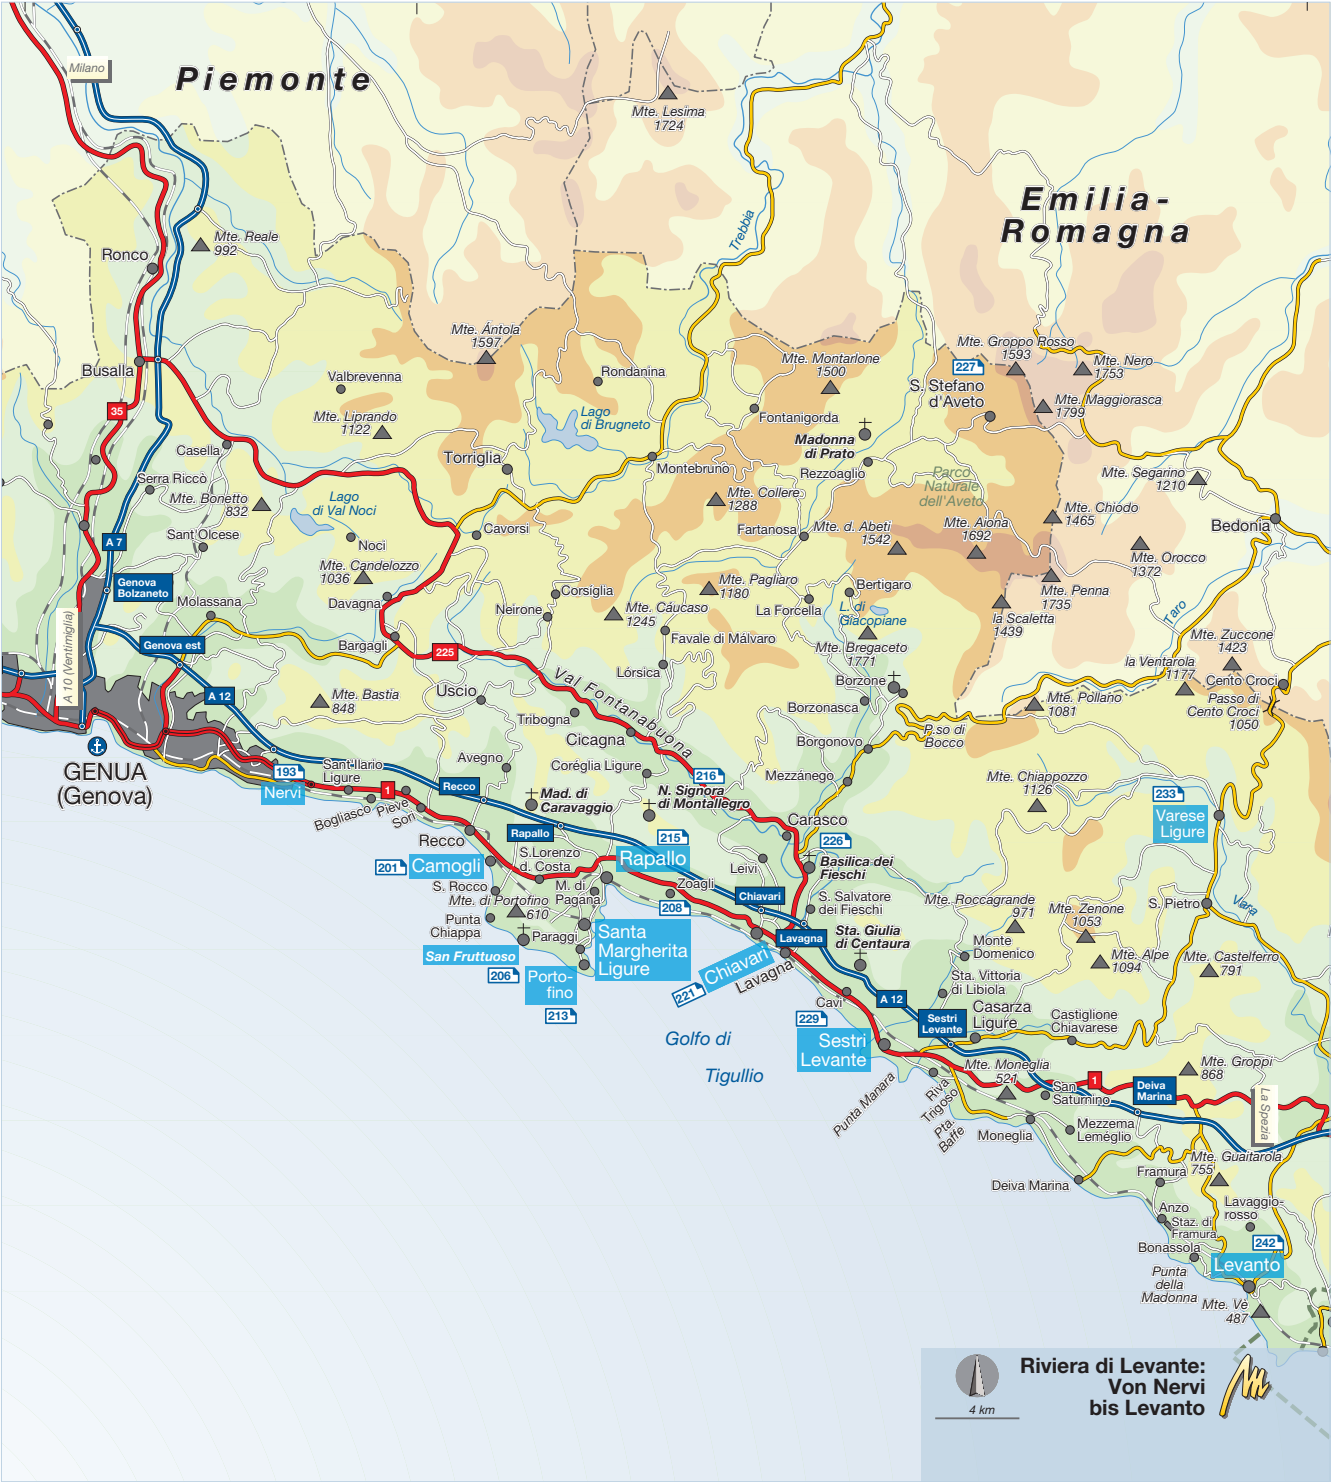 Milano
Piemonte
Mte. Lesima
1724
Emilia-
Romagna
Trebbia
Mte. Reale
992
Ronco
Mte. Ántola
1597
Busalla
Valbrevenna
Rondanina
Mte. Montarlone
1500
Mte. Groppo Rosso
1593
227
Mte. Nero
1753
S. Stefano
d'Aveto
Mte. Maggiorasca
1799
35
Mte. Liprando
1122
Lago
di Brugneto
Fontanigorda
Madonna
di Prato
Casella
Torriglia
Montebruno
Rezzoaglio
Parco
Naturale
dell'Aveto
Mte. Segarino
1210
Serra Riccò
Mte. Bonetto
832
Lago
di Val Noci
Mte. Collere
1288
Mte. Chiodo
1465
Bedonia
A 7
Sant'Olcese
Noci
Cavorsi
Fartanosa
Mte. d. Abeti
1542
Mte. Aiona
1692
Mte. Orocco
1372
Genova
Bolzaneto
Mte. Candelozzo
1036
Davagna
Corsiglia
Neirone
Mte. Pagliaro
1180
Bertigaro
La Forcella
L. di
Giacopiane
Mte. Penna
1735
la Scaletta
1439
Taro
Molassana
Mte. Cáucaso
1245
Favale di Málvaro
Mte. Bregaceto
1771
Mte. Zuccone
1423
A 10 (Ventimiglia)
Genova est
Bargagli
225
Lórsica
la Ventarola
1177
Cento Croci
Passo di
Cento Croci
1050
A 12
Mte. Bastia
848
Uscio
Val Fontanabuona
Borzone
Borzonasca
Mte. Pollano
1081
Tribogna
Cicagna
Borgonovo
P.so di
Bocco
GENUA
(Genova)
193
Nervi
Sant'Ilario
Ligure
Avegno
Coréglia Ligure
216
Mezzánego
Mte. Chiappozzo
1126
233
Varese
Ligure
Bogliasco
Pieve
Sori
1
Recco
Mad. di
Caravaggio
N. Signora
di Montallegro
Carasco
226
Recco
Rapallo
215
Rapallo
Basilica dei
Fieschi
201
Camogli
S.Lorenzo
d. Costa
Leivi
S. Rocco
Mte. di Portofino
610
M. di
Pagana
Zoagli
208
Chiavari
S. Salvatore
dei Fieschi
Mte. Roccagrande
971
Mte. Zenone
1053
S. Pietro
Vara
Punta
Chiappa
San Fruttuoso
Paraggi
Santa
Margherita
Ligure
Lavagna
Sta. Giulia
di Centaura
Monte
Domenico
Mte. Alpe
1094
Mte. Castelferro
791
206
Porto-
fino
213
221
Chiavari
Lavagna
Sta. Vittoria
di Libiola
Cavi
A 12
Casarza
Ligure
Castiglione
Chiavarese
Golfo di
Tigullio
229
Sestri
Levante
Sestri
Levante
Mte. Moneglia
521
1
Deiva
Marina
Mte. Groppi
868
La Spezia
Punta Manara
Riva
Trigoso
Pta.
Baffe
San
Saturnino
Moneglia
Mezzema
Leméglio
Mte. Guaitarola
755
Deiva Marina
Framura
Anzo
Staz. di
Framura
Lavaggio-
rosso
Bonassola
242
Levanto
Punta
della
Madonna
Mte. Vè
487
4 km
Riviera di Levante:
Von Nervi
bis Levanto